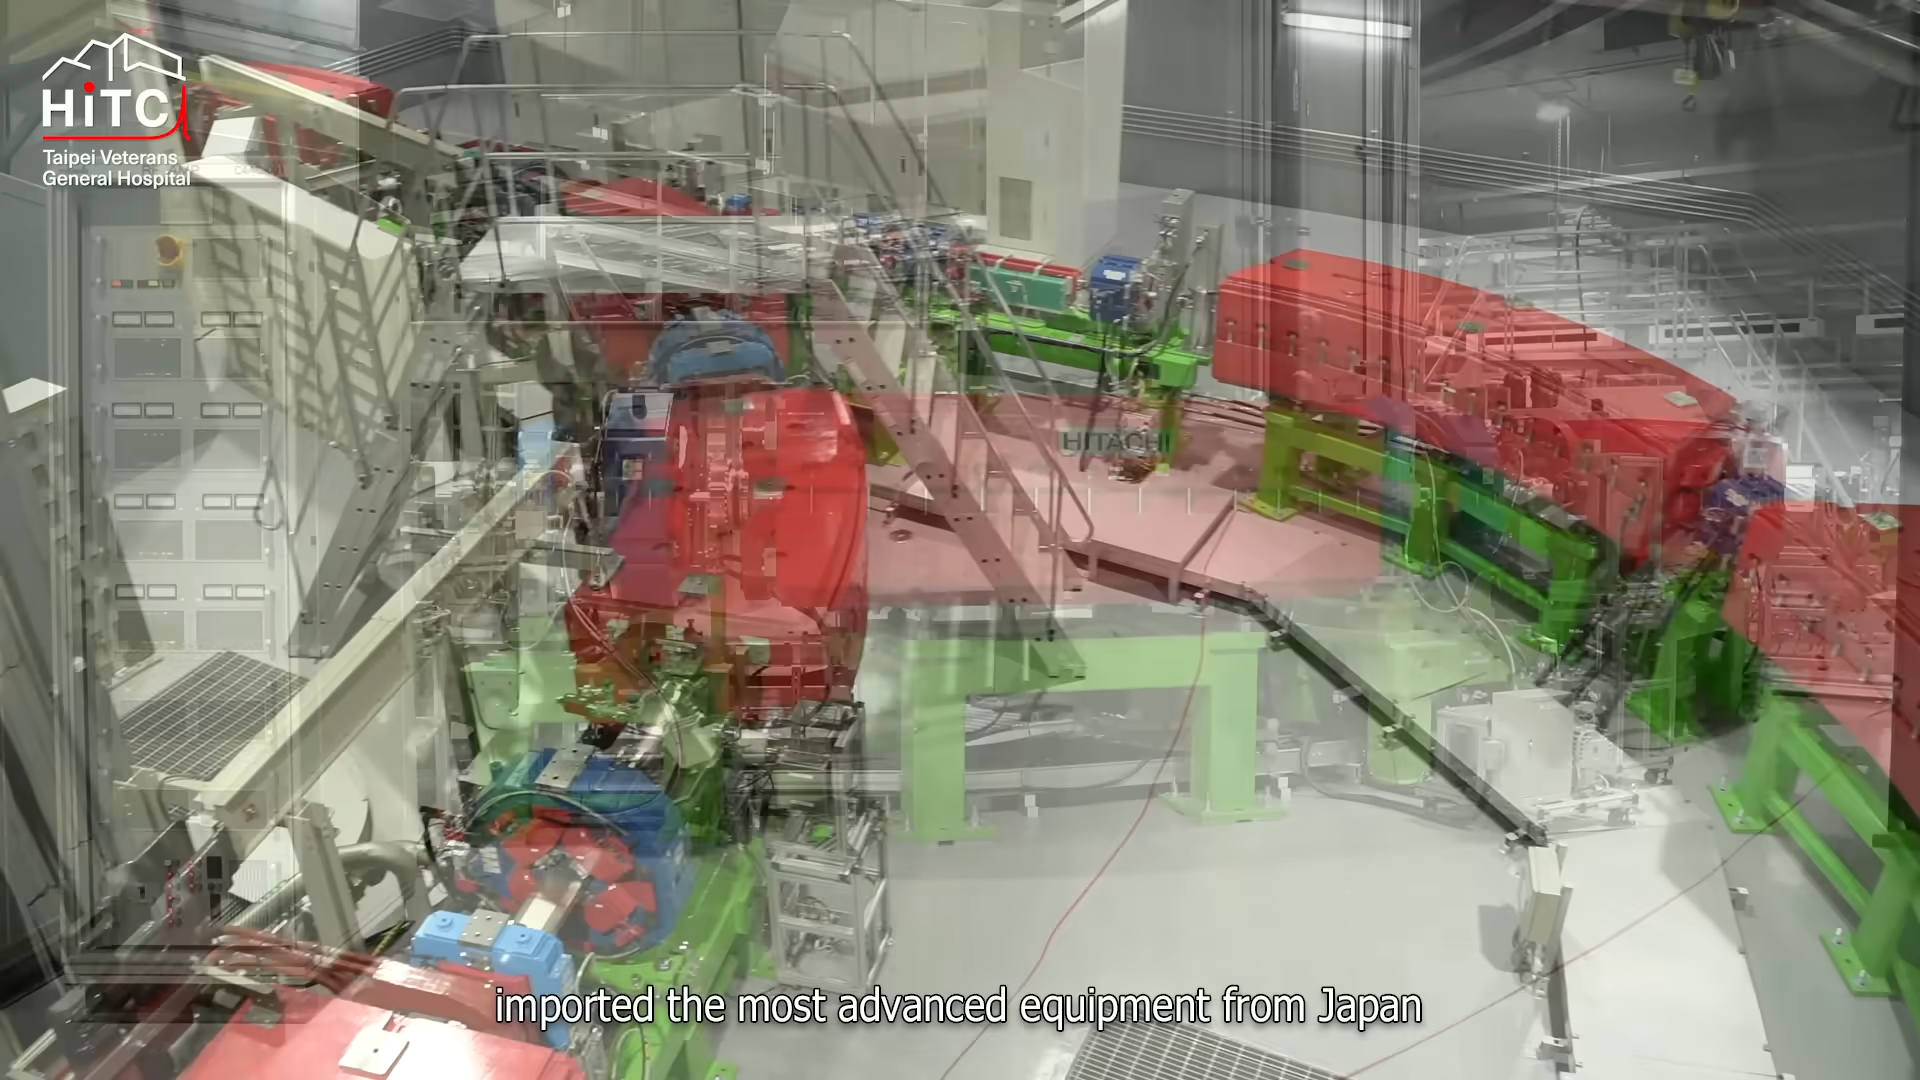 HiTC
Taipei Veterans
General Hospital
HITACHI
imported the most advanced equipment from Japan